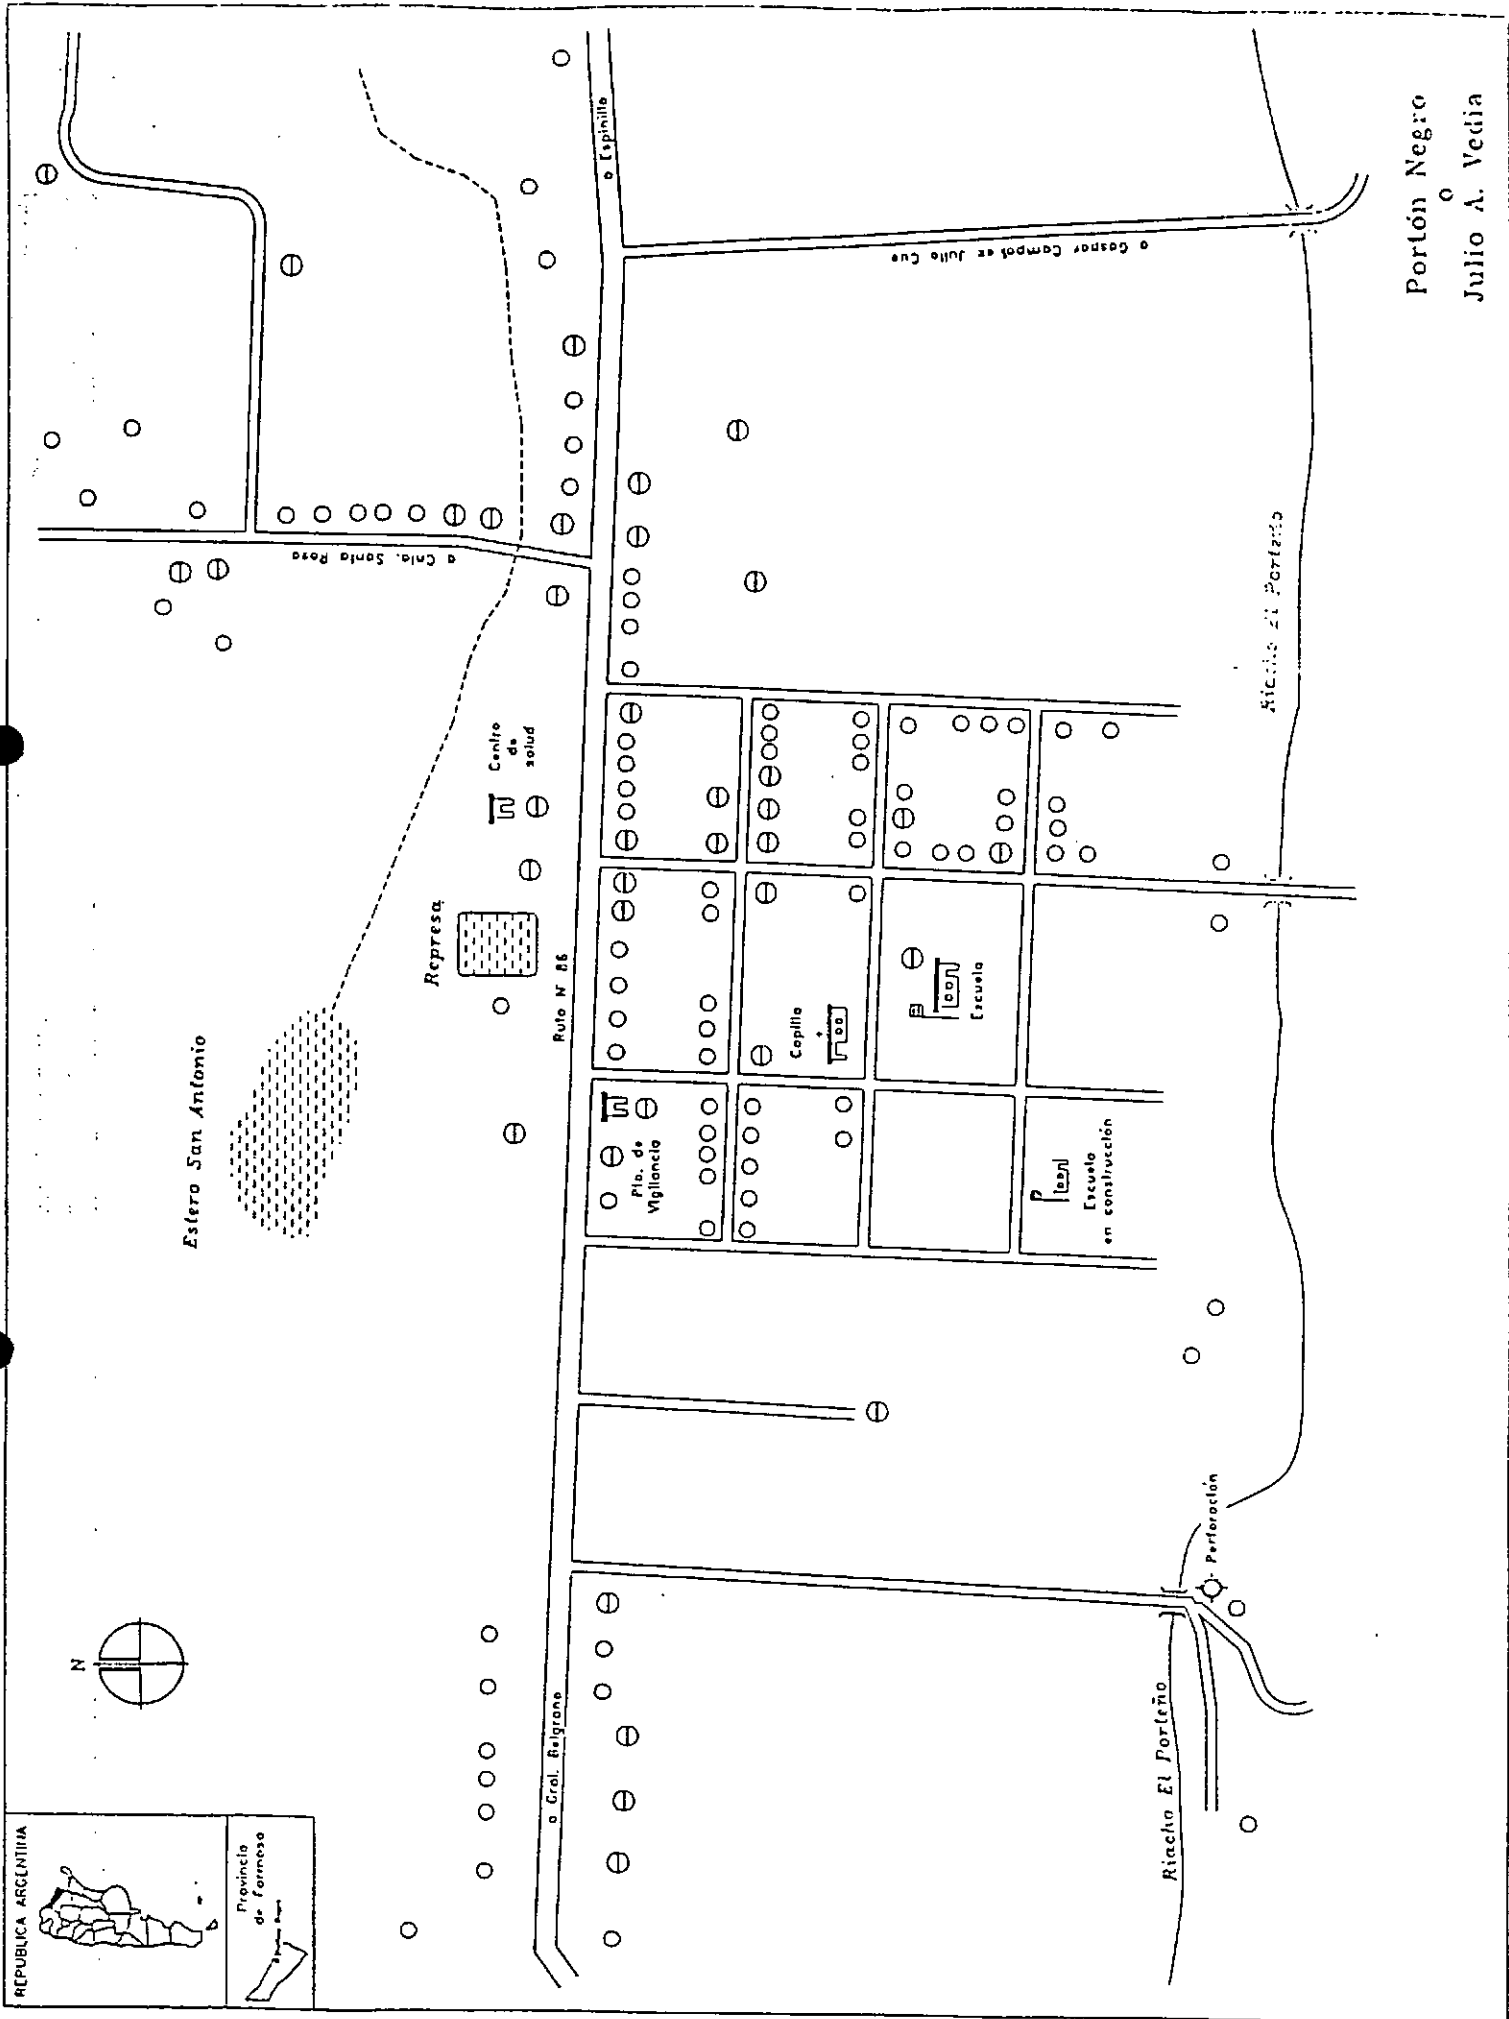 REPUBLICA ARGENTINA
Provincia
de Formosa
N
Estero San Antonio
Represa
Centro
de
salud
a Cnia. Santa Rosa
a Espinillo
Ruta N 86
a Gral. Belgrano
Pto. de
Vigilancia
Capilla
Escuela
Escuela
en construcción
a Gaspar Campos ex Julio Cue
Riacho El Porteño
Perforación
Riacho El Porteño
Portón Negro
o
Julio A. Vedia